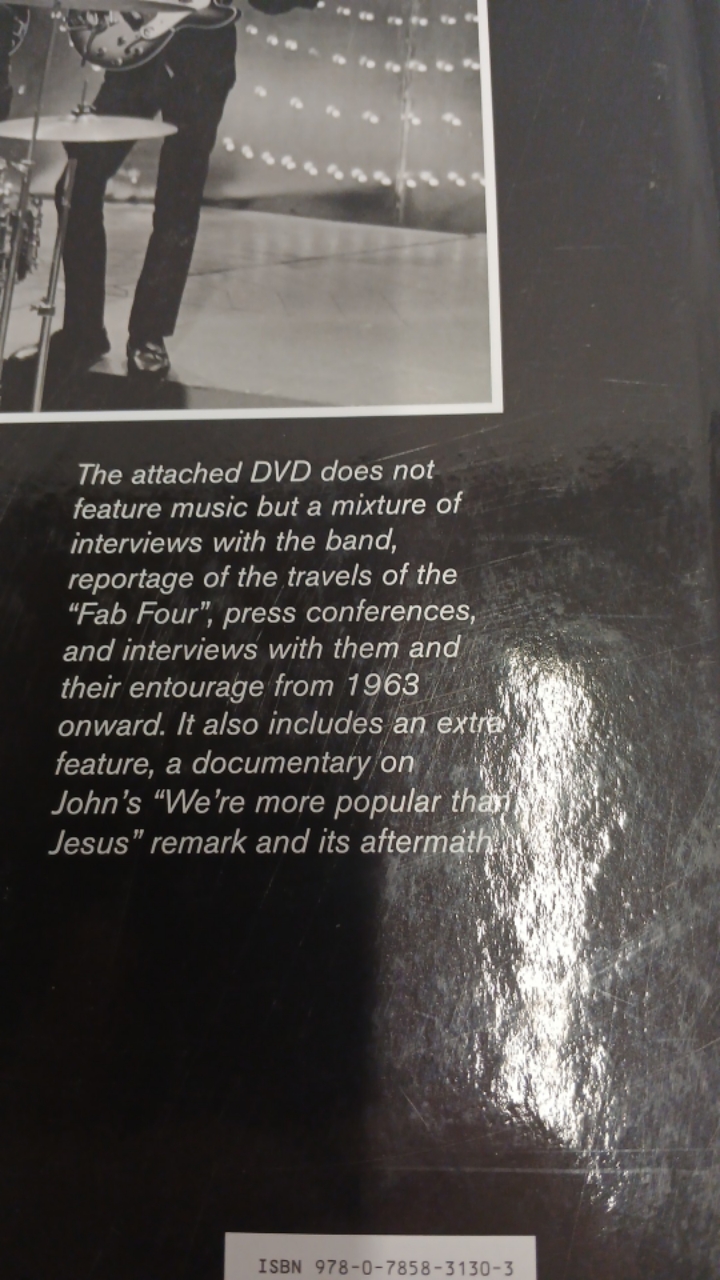 The attached DVD does not
feature music but a mixture of
interviews with the band,
reportage of the travels of the
“Fab Four”, press conferences,
and interviews with them and
their entourage from 1963
onward. It also includes an extra
feature, a documentary on
John’s “We’re more popular than
Jesus” remark and its aftermath.
ISBN 978-0-7858-3130-3